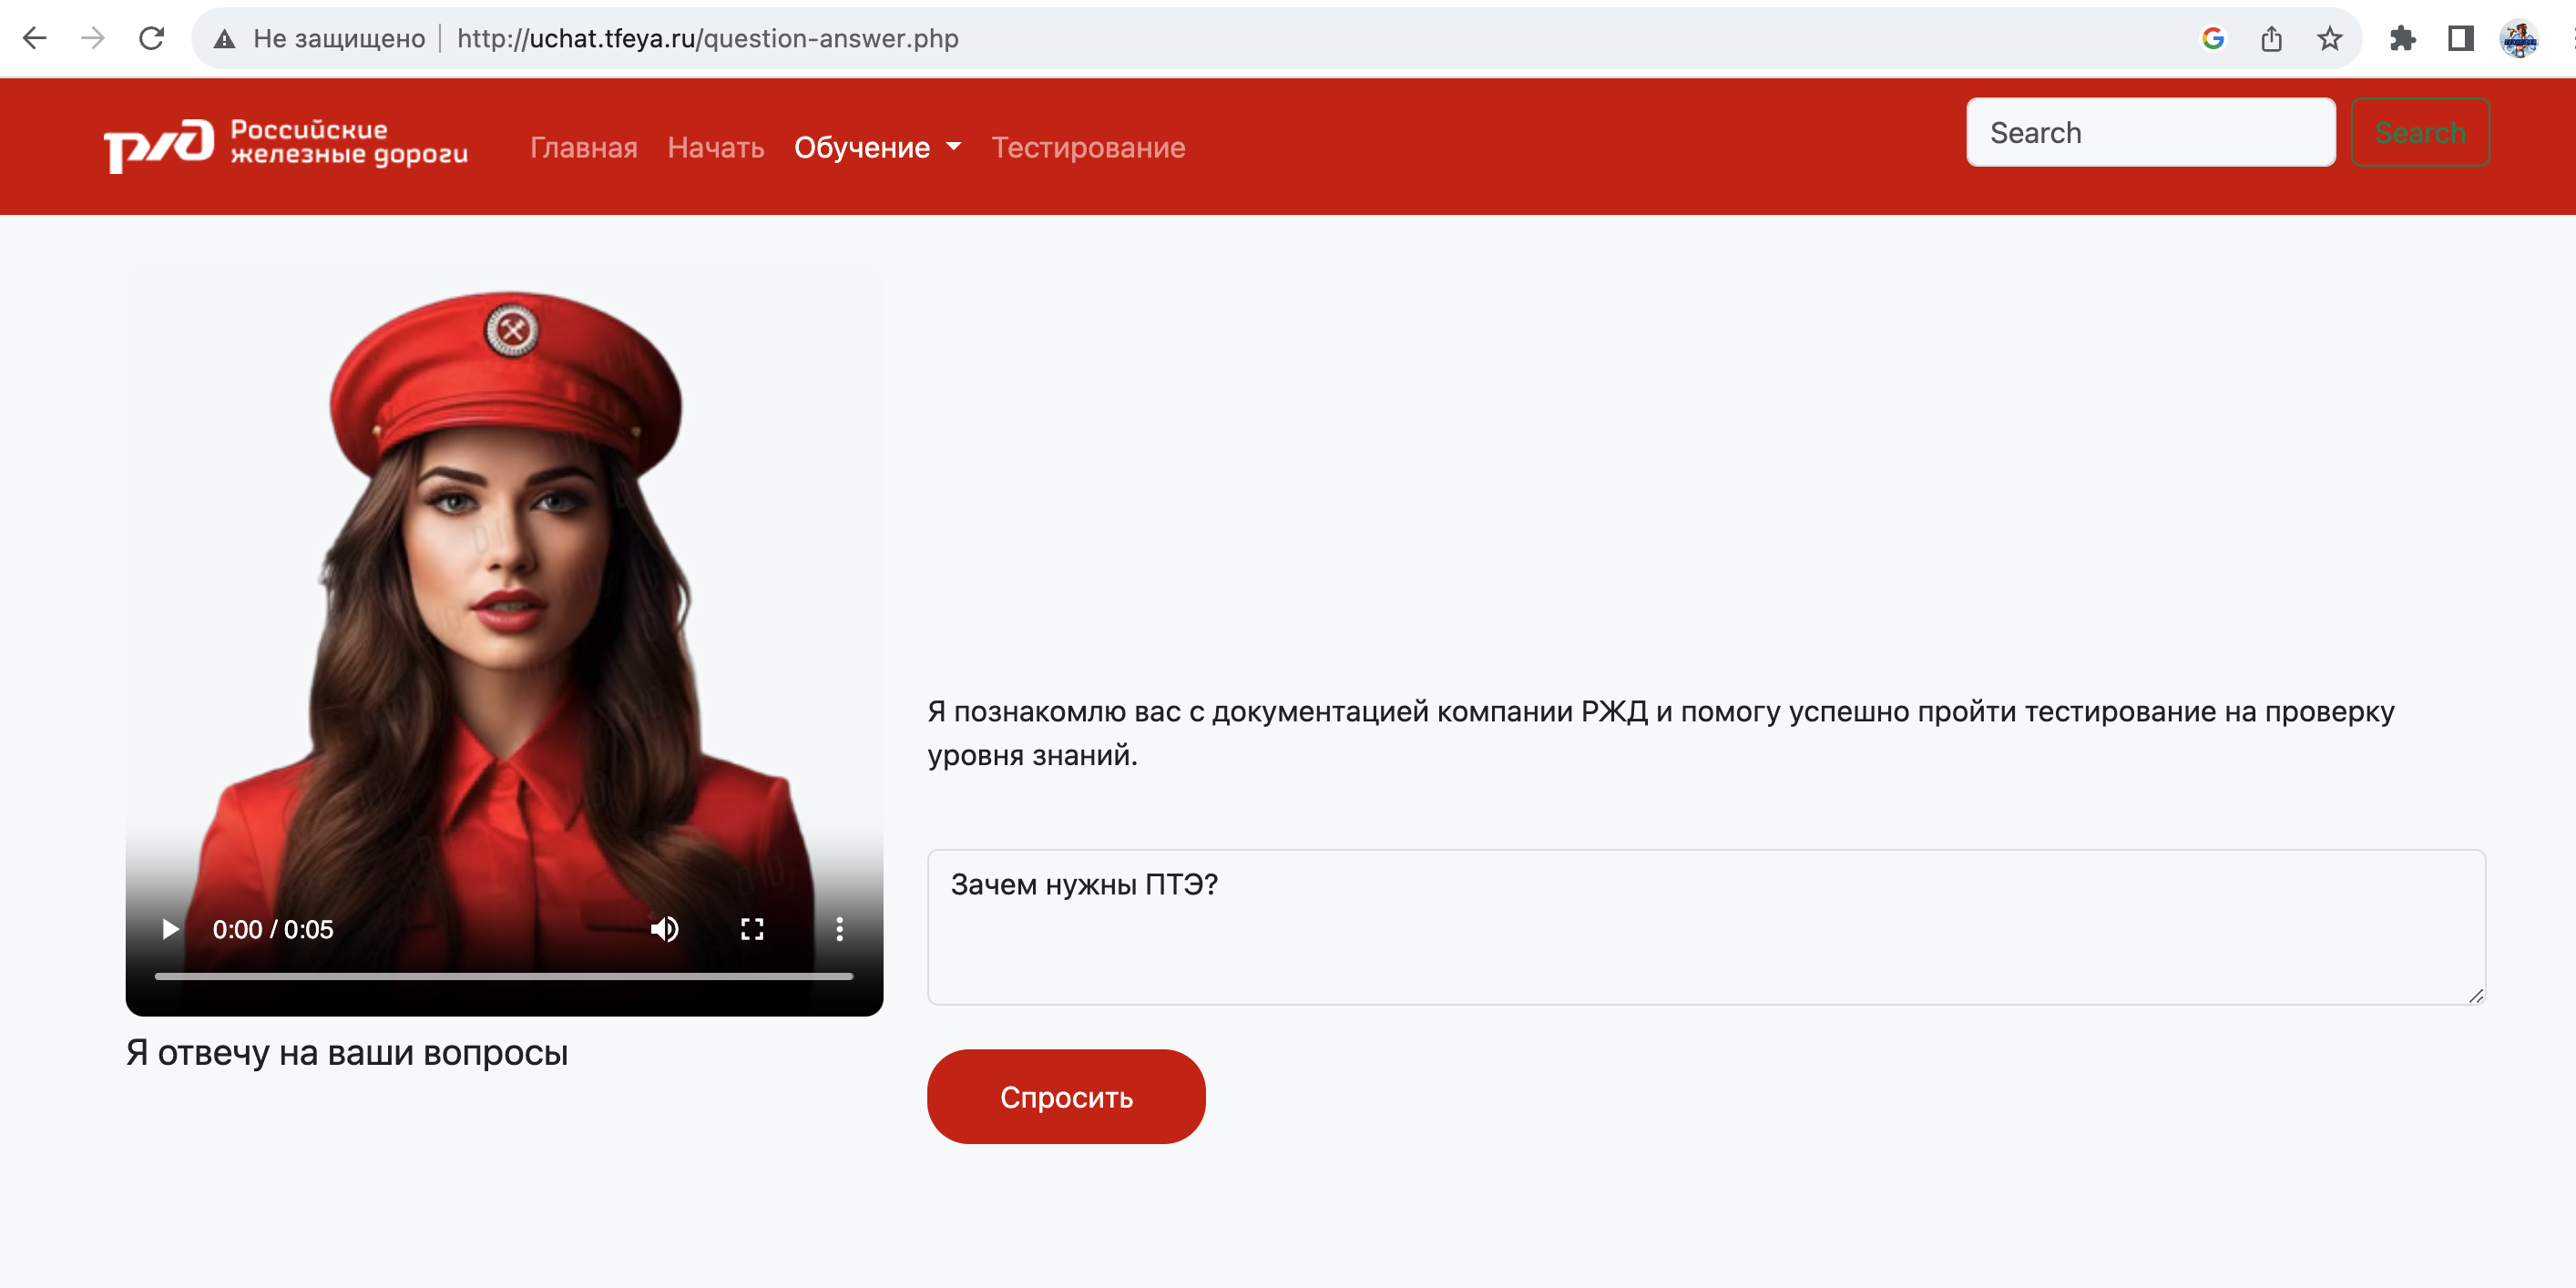 Не защищено
http://uchat.tfeya.ru/question-answer.php
Российские
железные дороги
Главная
Начать
Обучение
Тестирование
Search
Search
Я познакомлю вас с документацией компании РЖД и помогу успешно пройти тестирование на проверку
уровня знаний.
Зачем нужны ПТЭ?
0:00 / 0:05
Я отвечу на ваши вопросы
Спросить